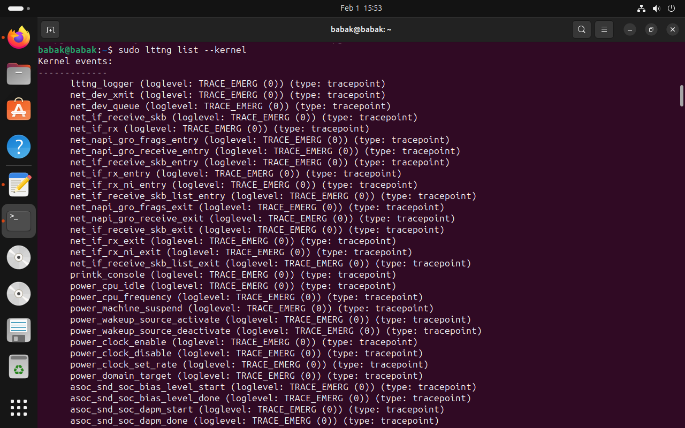 Feb 1 15:53
babak@babak: ~
babak@babak:~$ sudo lttng list --kernel
Kernel events:
-------------
lttng_logger (loglevel: TRACE_EMERG (0)) (type: tracepoint)
net_dev_xmit (loglevel: TRACE_EMERG (0)) (type: tracepoint)
net_dev_queue (loglevel: TRACE_EMERG (0)) (type: tracepoint)
net_if_receive_skb (loglevel: TRACE_EMERG (0)) (type: tracepoint)
net_if_rx (loglevel: TRACE_EMERG (0)) (type: tracepoint)
net_napi_gro_frags_entry (loglevel: TRACE_EMERG (0)) (type: tracepoint)
net_napi_gro_receive_entry (loglevel: TRACE_EMERG (0)) (type: tracepoint)
net_if_receive_skb_entry (loglevel: TRACE_EMERG (0)) (type: tracepoint)
net_if_rx_entry (loglevel: TRACE_EMERG (0)) (type: tracepoint)
net_if_rx_ni_entry (loglevel: TRACE_EMERG (0)) (type: tracepoint)
net_if_receive_skb_list_entry (loglevel: TRACE_EMERG (0)) (type: tracepoint)
net_napi_gro_frags_exit (loglevel: TRACE_EMERG (0)) (type: tracepoint)
net_napi_gro_receive_exit (loglevel: TRACE_EMERG (0)) (type: tracepoint)
net_if_receive_skb_exit (loglevel: TRACE_EMERG (0)) (type: tracepoint)
net_if_rx_exit (loglevel: TRACE_EMERG (0)) (type: tracepoint)
net_if_rx_ni_exit (loglevel: TRACE_EMERG (0)) (type: tracepoint)
net_if_receive_skb_list_exit (loglevel: TRACE_EMERG (0)) (type: tracepoint)
printk_console (loglevel: TRACE_EMERG (0)) (type: tracepoint)
power_cpu_idle (loglevel: TRACE_EMERG (0)) (type: tracepoint)
power_cpu_frequency (loglevel: TRACE_EMERG (0)) (type: tracepoint)
power_machine_suspend (loglevel: TRACE_EMERG (0)) (type: tracepoint)
power_wakeup_source_activate (loglevel: TRACE_EMERG (0)) (type: tracepoint)
power_wakeup_source_deactivate (loglevel: TRACE_EMERG (0)) (type: tracepoint)
power_clock_enable (loglevel: TRACE_EMERG (0)) (type: tracepoint)
power_clock_disable (loglevel: TRACE_EMERG (0)) (type: tracepoint)
power_clock_set_rate (loglevel: TRACE_EMERG (0)) (type: tracepoint)
power_domain_target (loglevel: TRACE_EMERG (0)) (type: tracepoint)
asoc_snd_soc_bias_level_start (loglevel: TRACE_EMERG (0)) (type: tracepoint)
asoc_snd_soc_bias_level_done (loglevel: TRACE_EMERG (0)) (type: tracepoint)
asoc_snd_soc_dapm_start (loglevel: TRACE_EMERG (0)) (type: tracepoint)
asoc_snd_soc_dapm_done (loglevel: TRACE_EMERG (0)) (type: tracepoint)